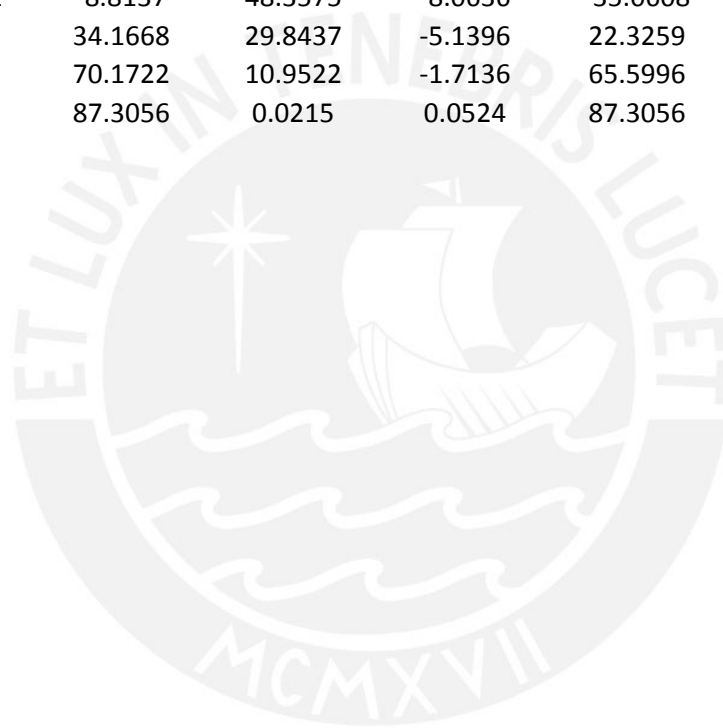 34.1668 29.8437 -5.1396 22.3259
70.1722 10.9522 -1.7136 65.5996
87.3056 0.0215 0.0524 87.3056
ET LUX IN TENEBRIS LUCET
MCMXVII